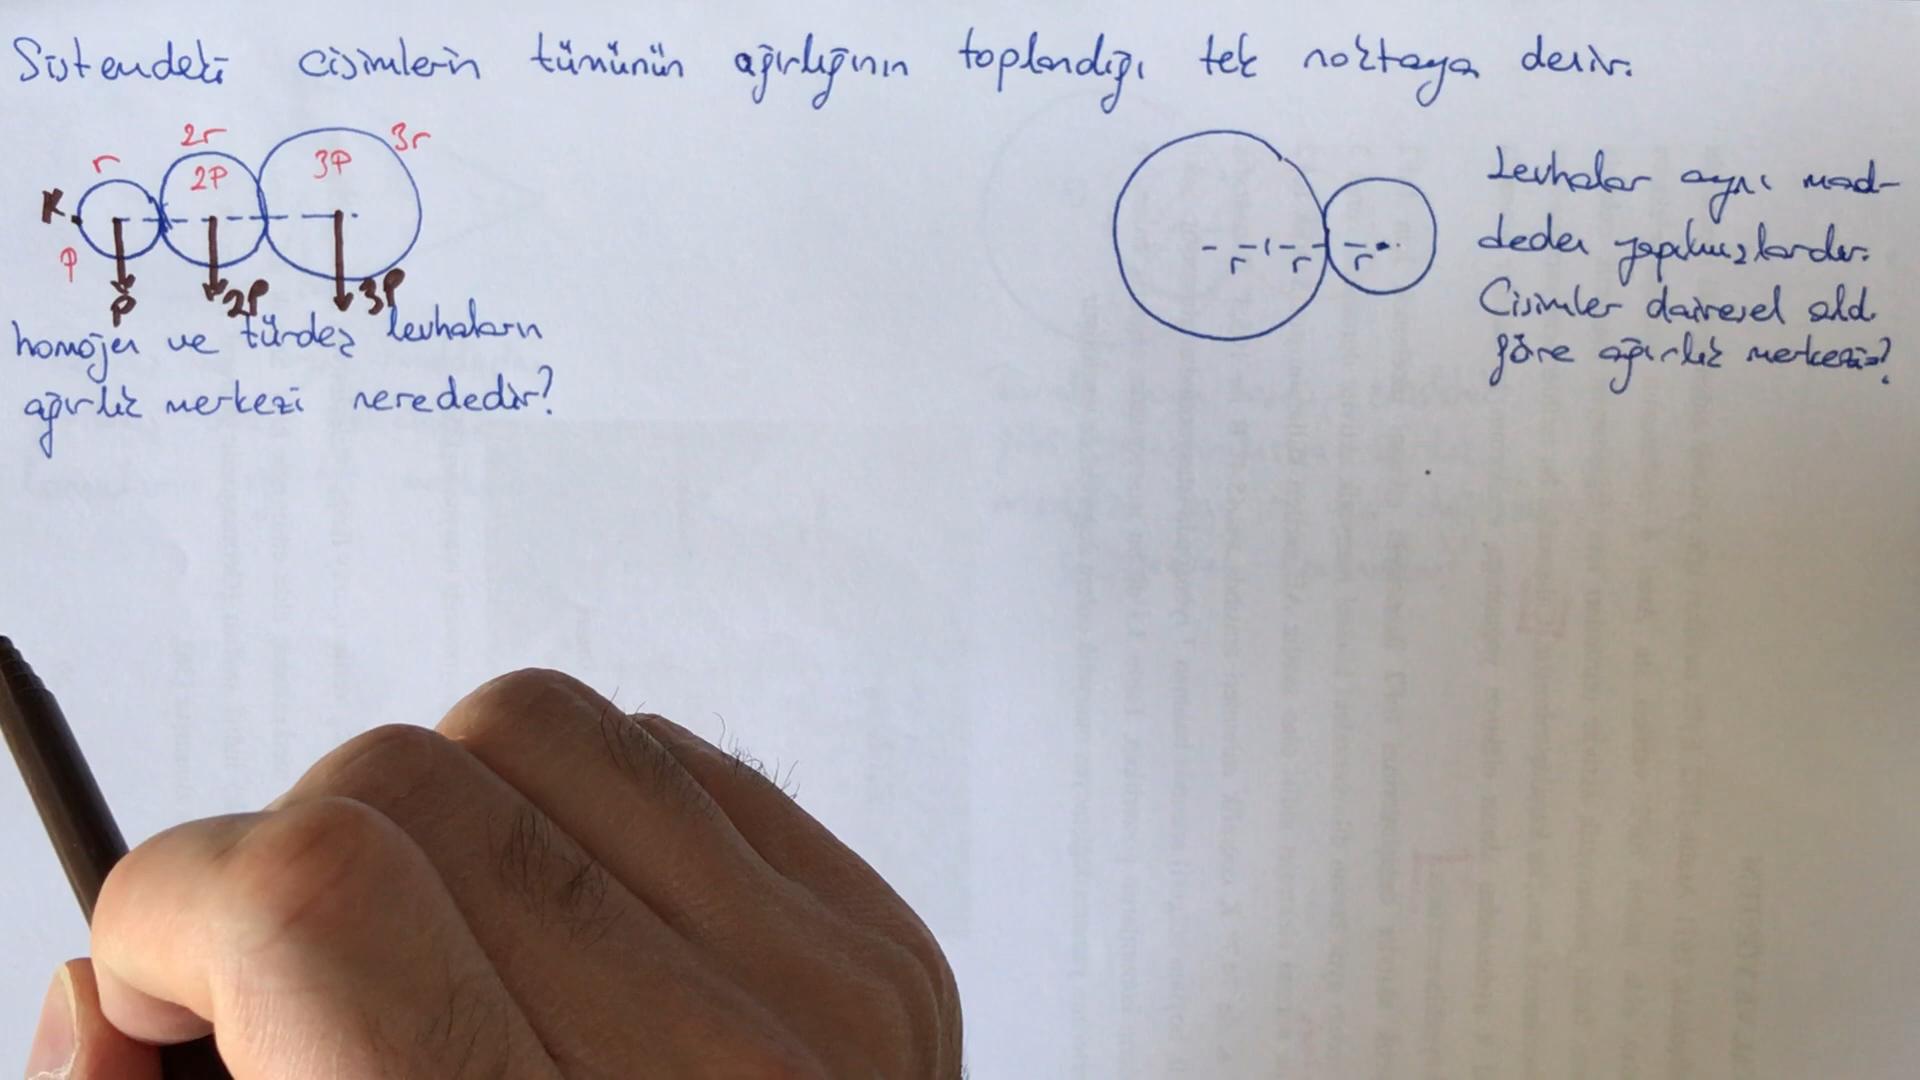 Sistemdeki cisimlerin tümünün ağırlığının toplandığı tek noktaya denir.
r 2r 3r
2P 3P
K
P
P 2P 3P
homojen ve türdeş levhaların
ağırlık merkezi nerededir?
r r r
Levhalar aynı mad-
deden yapılmışlardır.
Cisimler dairesel old.
göre ağırlık merkezi=?